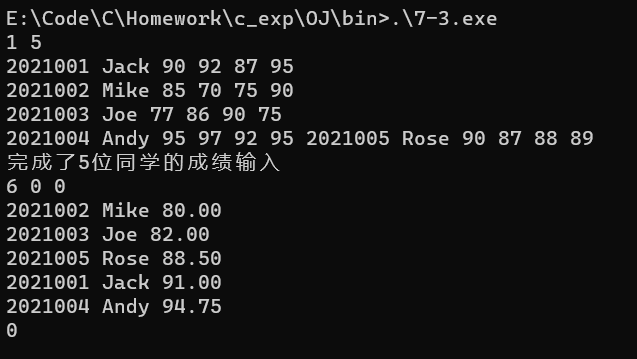 E:\Code\C\Homework\c_exp\OJ\bin>.\7-3.exe
1 5
2021001 Jack 90 92 87 95
2021002 Mike 85 70 75 90
2021003 Joe 77 86 90 75
2021004 Andy 95 97 92 95 2021005 Rose 90 87 88 89
完成了5位同学的成绩输入
6 0 0
2021002 Mike 80.00
2021003 Joe 82.00
2021005 Rose 88.50
2021001 Jack 91.00
2021004 Andy 94.75
0